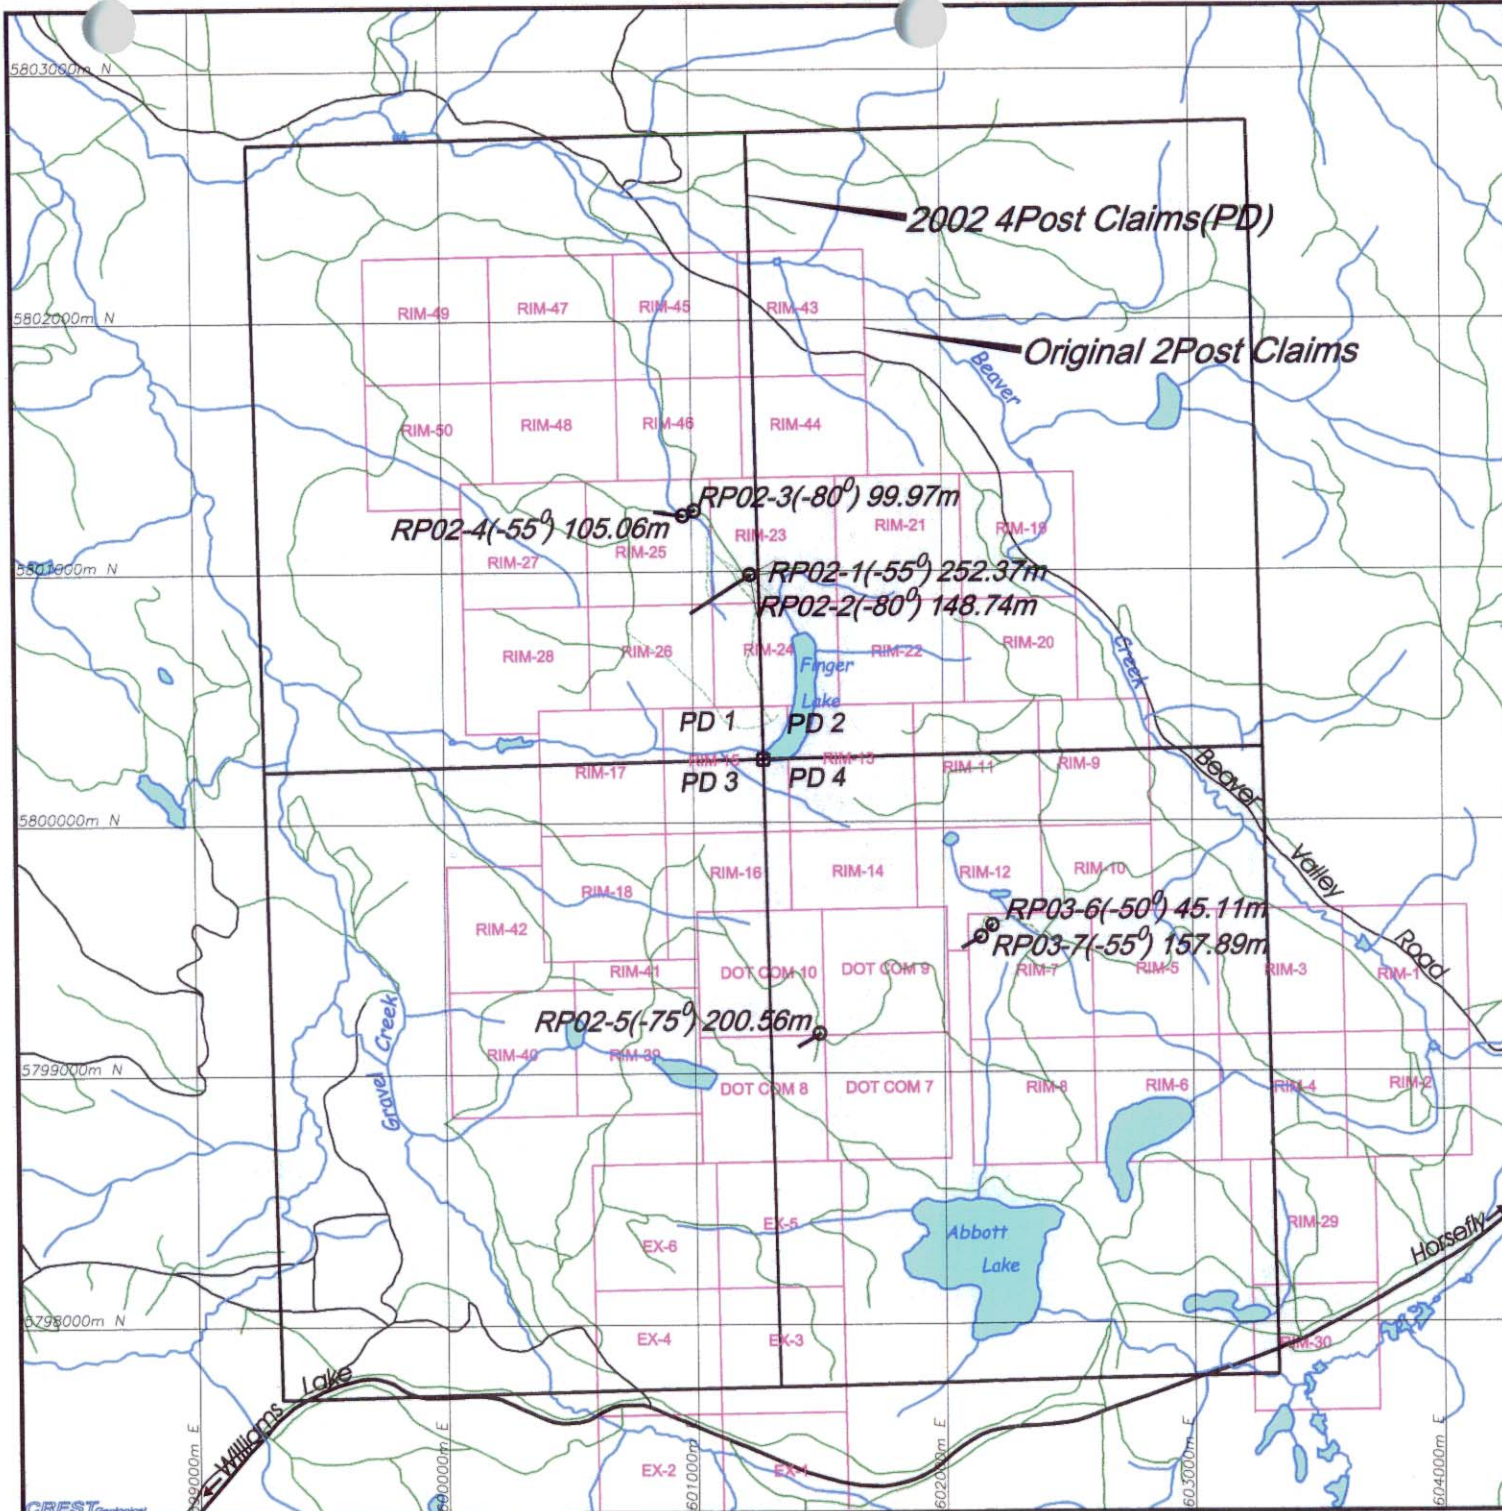 5803000m N
2002 4Post Claims(PD)
RIM-49
RIM-47
RIM-45
RIM-43
5802000m N
Original 2Post Claims
Beaver
RIM-50
RIM-48
RIM-46
RIM-44
RP02-3(-80⁰) 99.97m
RP02-4(-55⁰) 105.06m
RIM-23
RIM-21
RIM-19
RIM-27
RIM-25
5801000m N
RP02-1(-55⁰) 252.37m
RP02-2(-80⁰) 148.74m
RIM-28
RIM-26
RIM-24
RIM-22
RIM-20
Finger
Lake
Creek
PD 1
PD 2
RIM-17
RIM-15
RIM-13
RIM-11
RIM-9
PD 3
PD 4
Beaver
Valley
Road
5800000m N
RIM-18
RIM-16
RIM-14
RIM-12
RIM-10
RP03-6(-50⁰) 45.11m
RP03-7(-55⁰) 157.89m
RIM-42
RIM-41
DOT COM 10
DOT COM 9
RIM-7
RIM-5
RIM-3
RIM-1
RP02-5(-75⁰) 200.56m
Gravel Creek
RIM-40
RIM-39
5799000m N
DOT COM 8
DOT COM 7
RIM-8
RIM-6
RIM-4
RIM-2
EX-6
EX-5
Abbott
Lake
RIM-29
Horsefly
5798000m N
EX-4
EX-3
RIM-30
Williams Lake
EX-2
EX-1
599000m E
600000m E
601000m E
602000m E
603000m E
604000m E
CREST